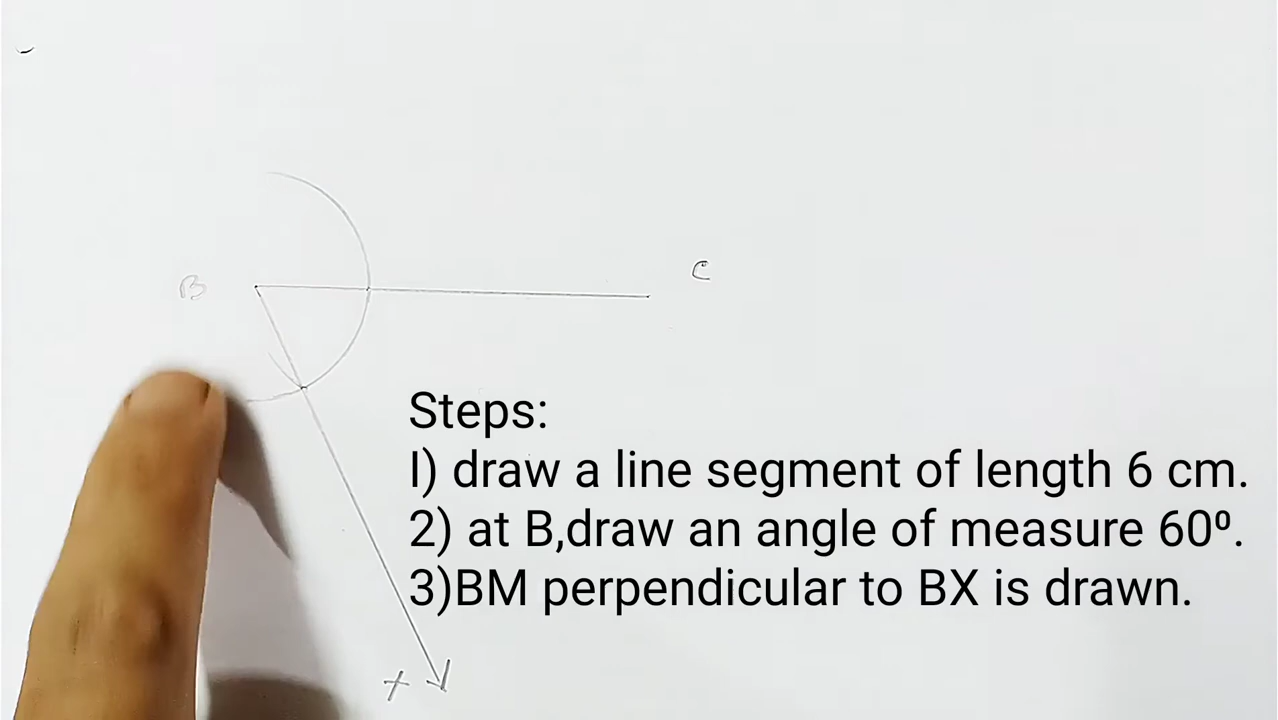 B
C
Steps:
I) draw a line segment of length 6 cm.
2) at B,draw an angle of measure 60⁰.
3)BM perpendicular to BX is drawn.
X